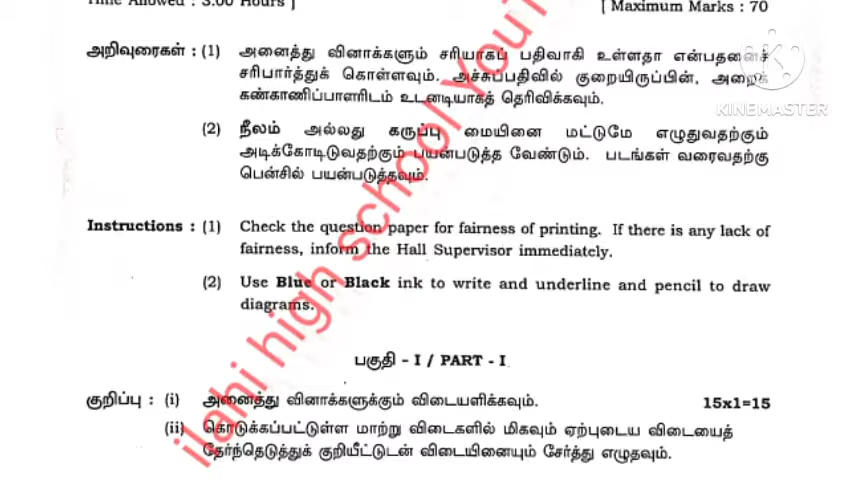 Time Allowed : 3.00 Hours ] [ Maximum Marks : 70
அறிவுரைகள் : (1) அனைத்து வினாக்களும் சரியாகப் பதிவாகி உள்ளதா என்பதனைச்
சரிபார்த்துக் கொள்ளவும். அச்சுப்பதிவில் குறையிருப்பின், அறைக்
கண்காணிப்பாளரிடம் உடனடியாகத் தெரிவிக்கவும்.
KINEMASTER
(2) நீலம் அல்லது கருப்பு மையினை மட்டுமே எழுதுவதற்கும்
அடிக்கோடிடுவதற்கும் பயன்படுத்த வேண்டும். படங்கள் வரைவதற்கு
பென்சில் பயன்படுத்தவும்.
Instructions : (1) Check the question paper for fairness of printing. If there is any lack of
fairness, inform the Hall Supervisor immediately.
(2) Use Blue or Black ink to write and underline and pencil to draw
diagrams.
பகுதி - I / PART - I
குறிப்பு : (i) அனைத்து வினாக்களுக்கும் விடையளிக்கவும். 15x1=15
(ii) கொடுக்கப்பட்டுள்ள மாற்று விடைகளில் மிகவும் ஏற்புடைய விடையைத்
தேர்ந்தெடுத்துக் குறியீட்டுடன் விடையினையும் சேர்த்து எழுதவும்.
ilahi high school YouT